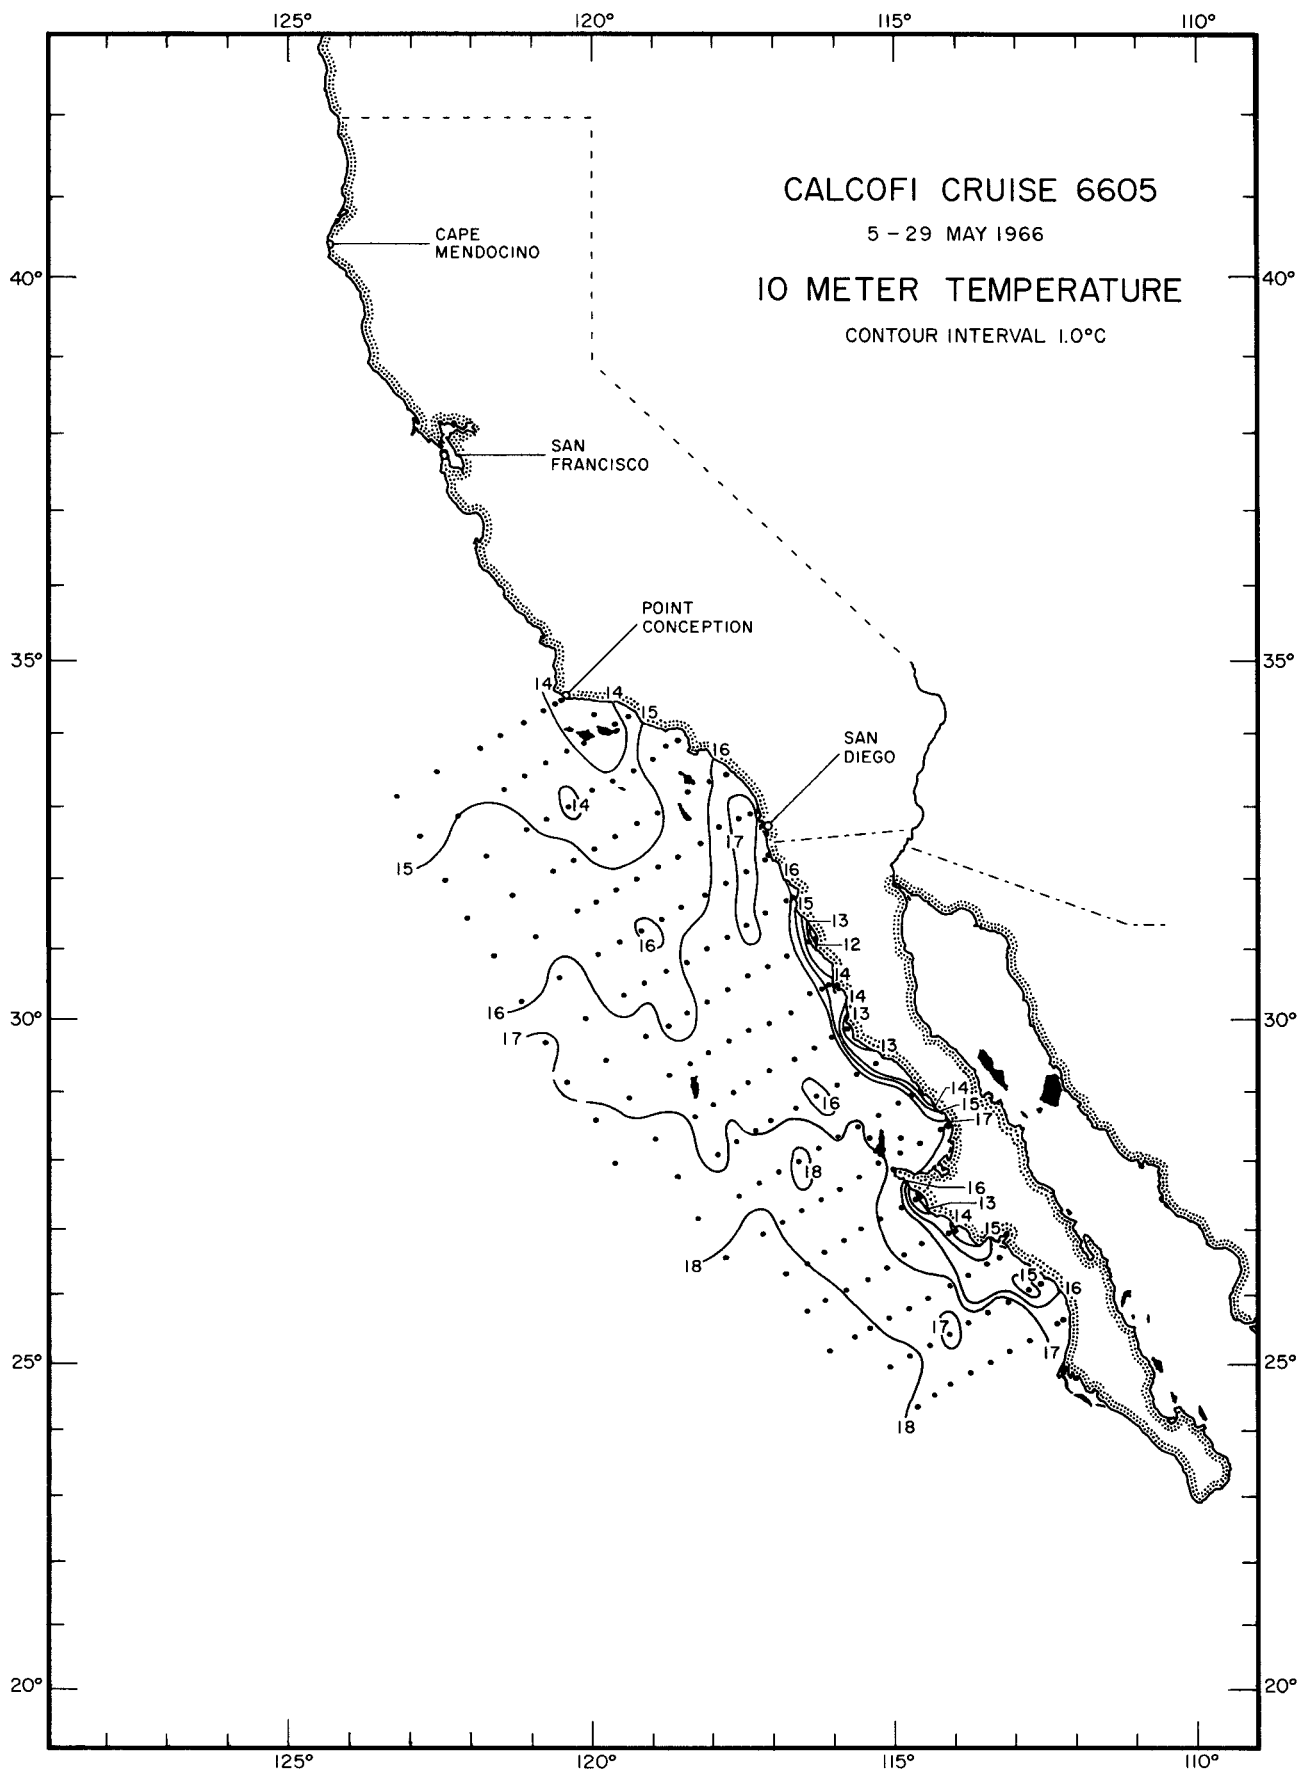 125° 120° 115° 110°
CALCOFI CRUISE 6605
5 – 29 MAY 1966
CAPE
MENDOCINO
40° 40°
10 METER TEMPERATURE
CONTOUR INTERVAL 1.0°C
SAN
FRANCISCO
POINT
CONCEPTION
35° 35°
14 14
15
SAN
DIEGO
16
14
17
15
16
15
13
12
16
14
14
16
13
30° 30°
17
13
14
16
15
17
18
16
13
14
15
18
15
16
17
17
25° 25°
18
20° 20°
125° 120° 115° 110°